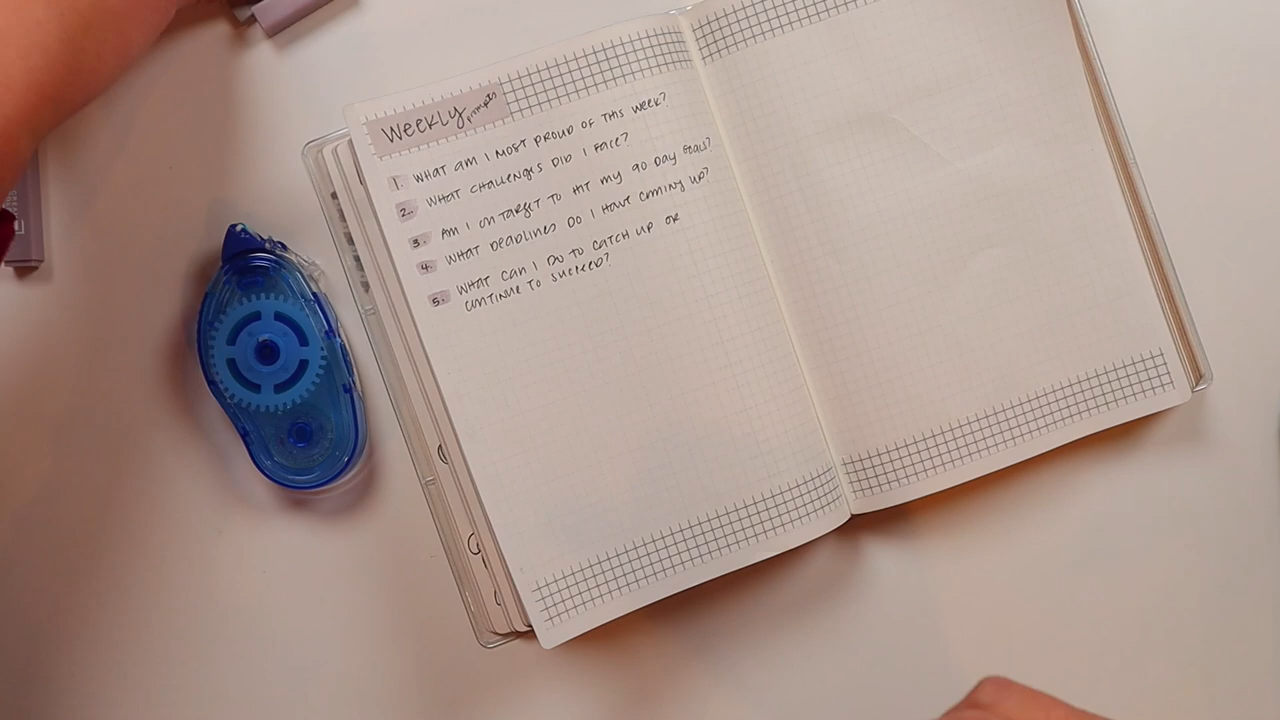 Weekly prompts
1. WHAT AM I MOST PROUD OF THIS WEEK?
2. WHAT CHALLENGES DID I FACE?
3. AM I ON TARGET TO HIT MY 90 DAY GOALS?
4. WHAT DEADLINES DO I HAVE COMING UP?
5. WHAT CAN I DO TO CATCH UP OR
CONTINUE TO SUCCEED?